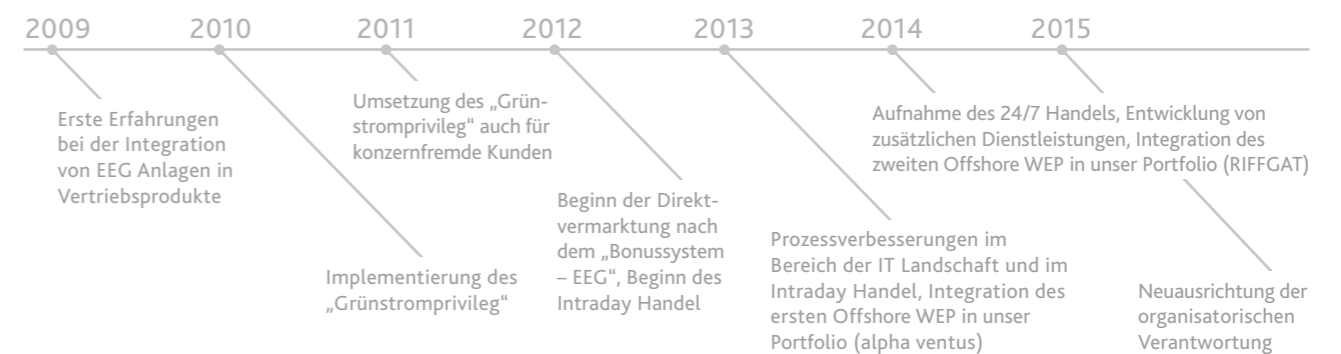 2009
2010
2011
2012
2013
2014
2015
Erste Erfahrungen
bei der Integration
von EEG Anlagen in
Vertriebsprodukte
Implementierung des
„Grünstromprivileg“
Umsetzung des „Grün-
stromprivileg“ auch für
konzernfremde Kunden
Beginn der Direkt-
vermarktung nach
dem „Bonussystem
– EEG“, Beginn des
Intraday Handel
Prozessverbesserungen im
Bereich der IT Landschaft und im
Intraday Handel, Integration des
ersten Offshore WEP in unser
Portfolio (alpha ventus)
Aufnahme des 24/7 Handels, Entwicklung von
zusätzlichen Dienstleistungen, Integration des
zweiten Offshore WEP in unser Portfolio (RIFFGAT)
Neuausrichtung der
organisatorischen
Verantwortung